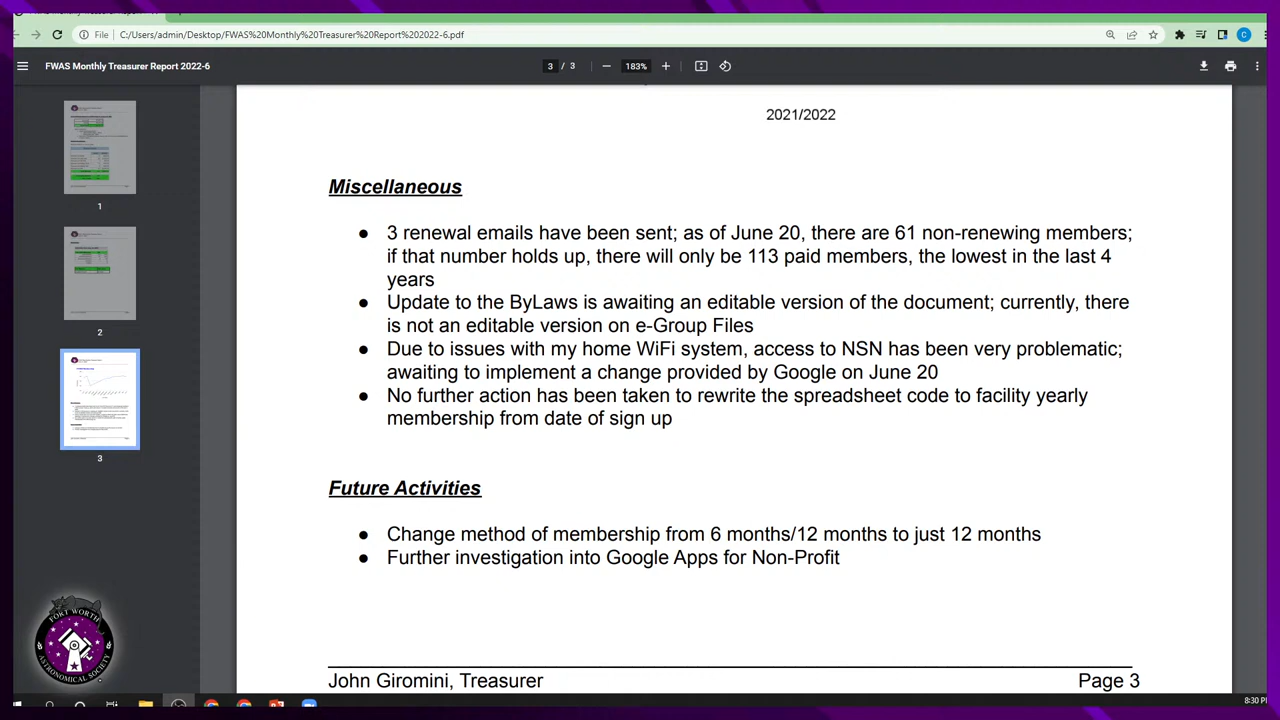 File
C:/Users/admin/Desktop/FWAS%20Monthly%20Treasurer%20Report%202022-6.pdf
C
FWAS Monthly Treasurer Report 2022-6
3 / 3
183%
2021/2022
Miscellaneous
● 3 renewal emails have been sent; as of June 20, there are 61 non-renewing members;
if that number holds up, there will only be 113 paid members, the lowest in the last 4
years
● Update to the ByLaws is awaiting an editable version of the document; currently, there
is not an editable version on e-Group Files
● Due to issues with my home WiFi system, access to NSN has been very problematic;
awaiting to implement a change provided by Google on June 20
● No further action has been taken to rewrite the spreadsheet code to facility yearly
membership from date of sign up
Future Activities
● Change method of membership from 6 months/12 months to just 12 months
● Further investigation into Google Apps for Non-Profit
John Giromini, Treasurer
Page 3
1
2
3
FORT WORTH
ASTRONOMICAL SOCIETY
8:30 P